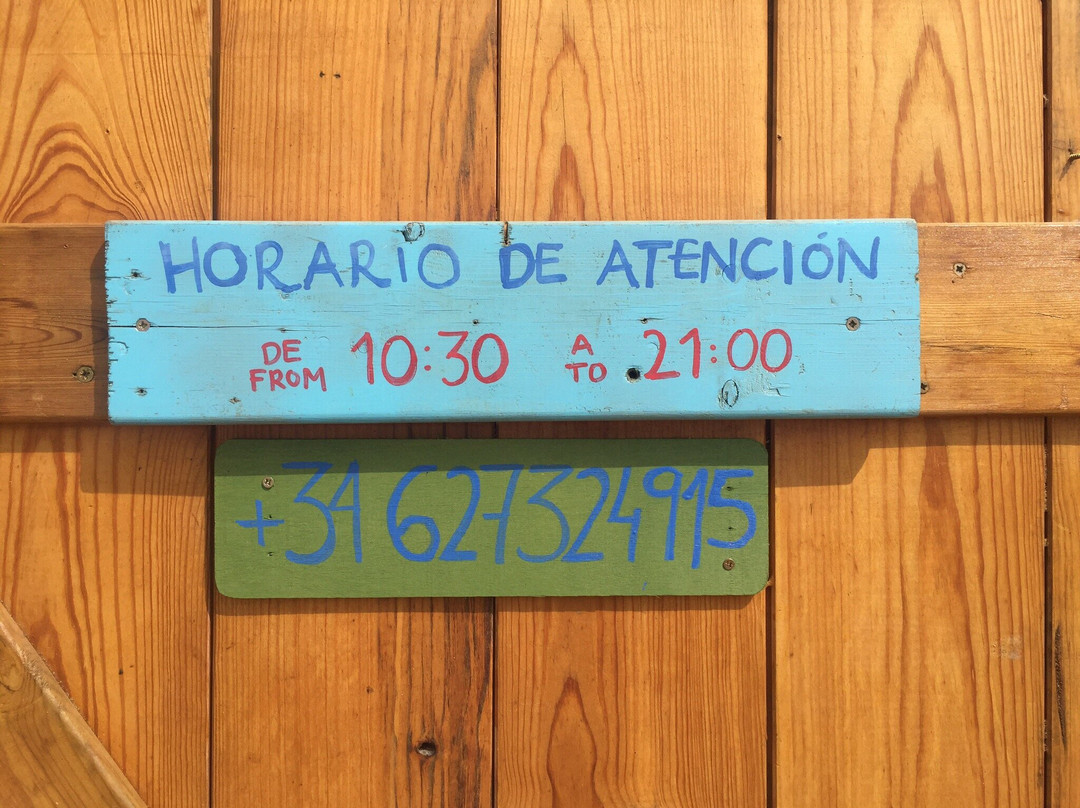 HORARIO DE ATENCIÓN
DE 10:30 A 21:00
FROM TO
+34 627324915